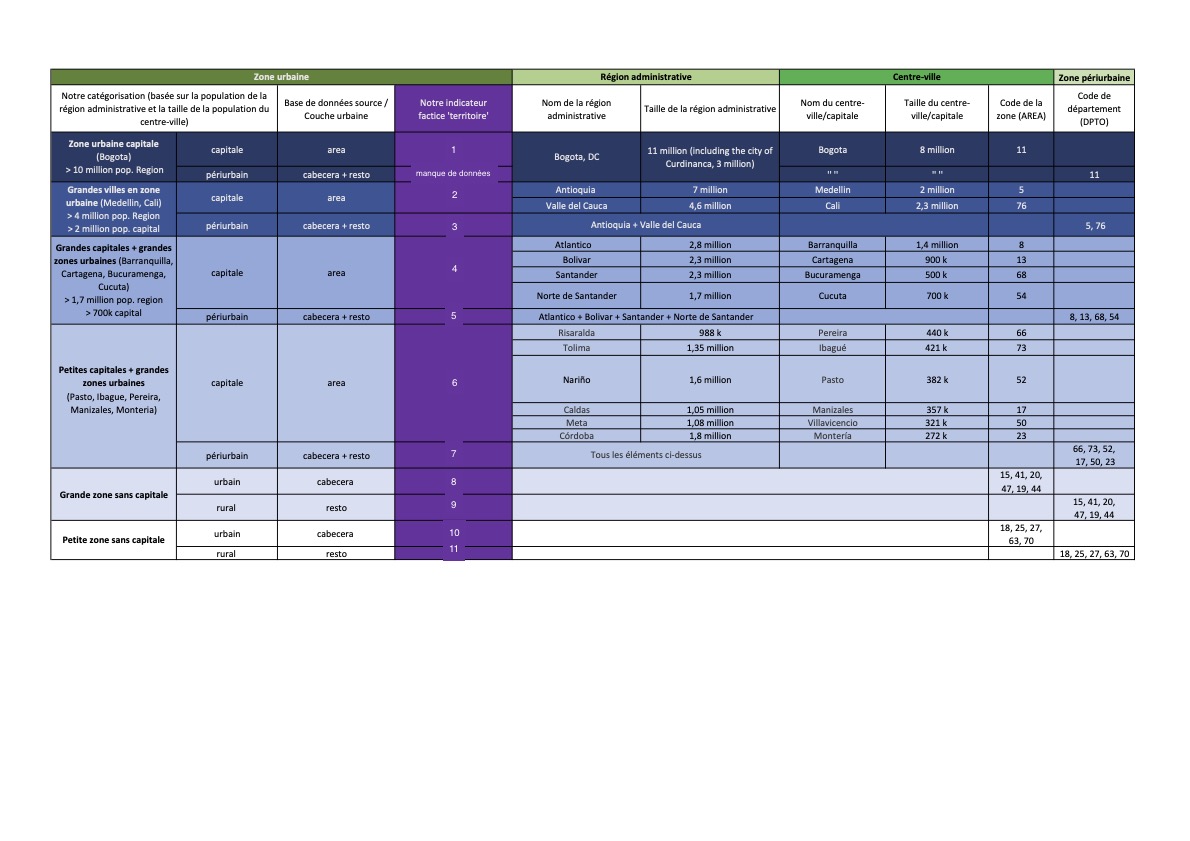 Zone urbaine Région administrative Centre-ville Zone périurbaine
Notre catégorisation (basée sur la population de la
région administrative et la taille de la population du
centre-ville)
Base de données source /
Couche urbaine
Notre indicateur
factice 'territoire'
Nom de la région
administrative
Taille de la région administrative
Nom du centre-
ville/capitale
Taille du centre-
ville/capitale
Code de la
zone (AREA)
Code de
département
(DPTO)
Zone urbaine capitale
(Bogota)
> 10 million pop. Region
capitale area 1
Bogota, DC
11 million (including the city of
Curdinanca, 3 million)
Bogota 8 million 11
périurbain cabecera + resto manque de données " " " " 11
Grandes villes en zone
urbaine (Medellin, Cali)
> 4 million pop. Region
> 2 million pop. capital
capitale area 2
Antioquia 7 million Medellin 2 million 5
Valle del Cauca 4,6 million Cali 2,3 million 76
périurbain cabecera + resto 3 Antioquia + Valle del Cauca 5, 76
Grandes capitales + grandes
zones urbaines (Barranquilla,
Cartagena, Bucuramenga,
Cucuta)
> 1,7 million pop. region
> 700k capital
capitale area 4
Atlantico 2,8 million Barranquilla 1,4 million 8
Bolivar 2,3 million Cartagena 900 k 13
Santander 2,3 million Bucuramenga 500 k 68
Norte de Santander 1,7 million Cucuta 700 k 54
périurbain cabecera + resto 5 Atlantico + Bolivar + Santander + Norte de Santander 8, 13, 68, 54
Petites capitales + grandes
zones urbaines
(Pasto, Ibague, Pereira,
Manizales, Monteria)
capitale area 6
Risaralda 988 k Pereira 440 k 66
Tolima 1,35 million Ibagué 421 k 73
Nariño 1,6 million Pasto 382 k 52
Caldas 1,05 million Manizales 357 k 17
Meta 1,08 million Villavicencio 321 k 50
Córdoba 1,8 million Montería 272 k 23
périurbain cabecera + resto 7 Tous les éléments ci-dessus
66, 73, 52,
17, 50, 23
Grande zone sans capitale
urbain cabecera 8
15, 41, 20,
47, 19, 44
rural resto 9
15, 41, 20,
47, 19, 44
Petite zone sans capitale
urbain cabecera 10
18, 25, 27,
63, 70
rural resto 11 18, 25, 27, 63, 70